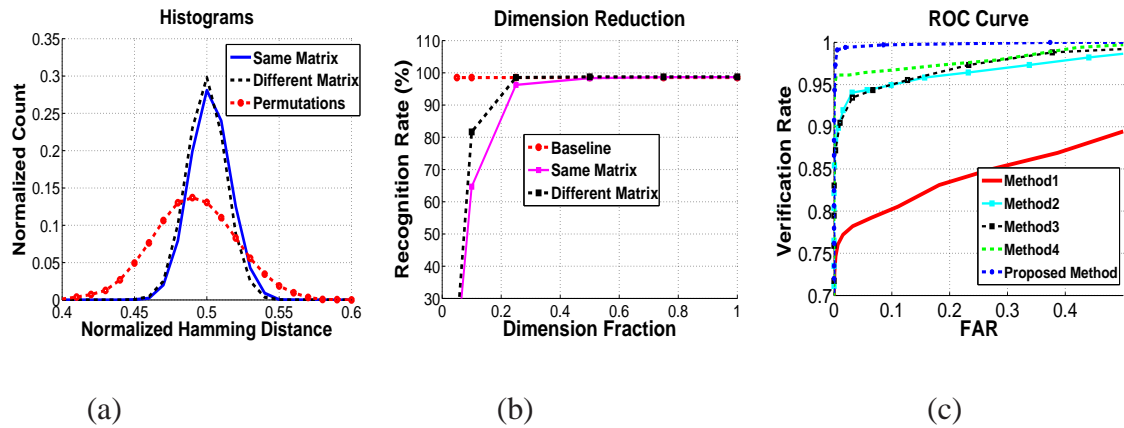 Histograms
0.35
0.3
0.25
0.2
0.15
0.1
0.05
0
0.4 0.45 0.5 0.55 0.6
Normalized Count
Normalized Hamming Distance
Same Matrix
Different Matrix
Permutations
(a)
Dimension Reduction
110
100
90
80
70
60
50
40
30
0 0.2 0.4 0.6 0.8 1
Recognition Rate (%)
Dimension Fraction
Baseline
Same Matrix
Different Matrix
(b)
ROC Curve
1
0.95
0.9
0.85
0.8
0.75
0.7
0 0.1 0.2 0.3 0.4
Verification Rate
FAR
Method1
Method2
Method3
Method4
Proposed Method
(c)